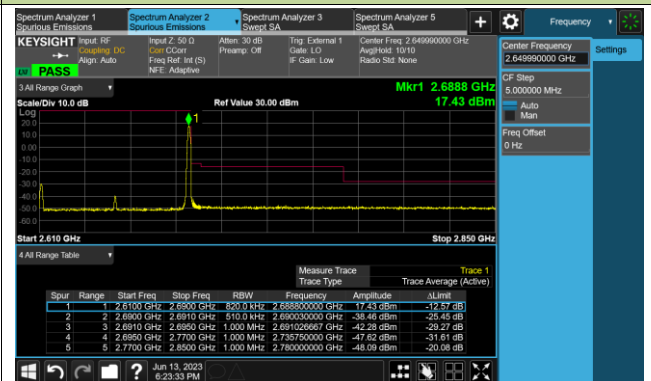 Spectrum Analyzer 1
Spurious Emissions
Spectrum Analyzer 2
Spurious Emissions
Spectrum Analyzer 3
Swept SA
Spectrum Analyzer 5
Swept SA
+
Frequency
KEYSIGHT
Input: RF
Coupling: DC
Align: Auto
Input Z: 50 Ω
Corr CCorr
Freq Ref: Int (S)
NFE: Adaptive
Atten: 30 dB
Preamp: Off
Trig: External 1
Gate: LO
IF Gain: Low
Center Freq: 2.649990000 GHz
Avg|Hold: 10/10
Radio Std: None
LXI
PASS
Center Frequency
2.649990000 GHz
Settings
CF Step
5.000000 MHz
Auto
Man
Freq Offset
0 Hz
3 All Range Graph
Mkr1 2.6888 GHz
Scale/Div 10.0 dB
Ref Value 30.00 dBm
17.43 dBm
Log
1
20.0
10.0
0.00
-10.0
-20.0
-30.0
-40.0
-50.0
-60.0
Start 2.610 GHz
Stop 2.850 GHz
4 All Range Table
Measure Trace Trace 1
Trace Type Trace Average (Active)
Spur Range Start Freq Stop Freq RBW Frequency Amplitude ΔLimit
1 1 2.6100 GHz 2.6900 GHz 820.0 kHz 2.688800000 GHz 17.43 dBm -12.57 dB
2 2 2.6900 GHz 2.6910 GHz 510.0 kHz 2.690030000 GHz -38.46 dBm -25.45 dB
3 3 2.6910 GHz 2.6950 GHz 1.000 MHz 2.691026667 GHz -42.28 dBm -29.27 dB
4 4 2.6950 GHz 2.7700 GHz 1.000 MHz 2.735750000 GHz -47.62 dBm -31.61 dB
5 5 2.7700 GHz 2.8500 GHz 1.000 MHz 2.780000000 GHz -48.09 dBm -20.08 dB
?
Jun 13, 2023
6:23:33 PM